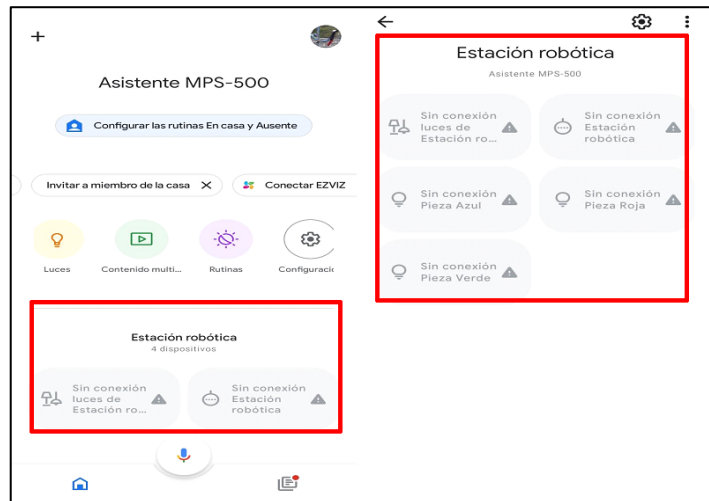 Asistente MPS-500
Configurar las rutinas En casa y Ausente
Invitar a miembro de la casa
Conectar EZVIZ
Luces
Contenido multi...
Rutinas
Configuració
Estación robótica
4 dispositivos
Sin conexión
luces de
Estación ro...
Sin conexión
Estación
robótica
Estación robótica
Asistente MPS-500
Sin conexión
luces de
Estación ro...
Sin conexión
Estación
robótica
Sin conexión
Pieza Azul
Sin conexión
Pieza Roja
Sin conexión
Pieza Verde